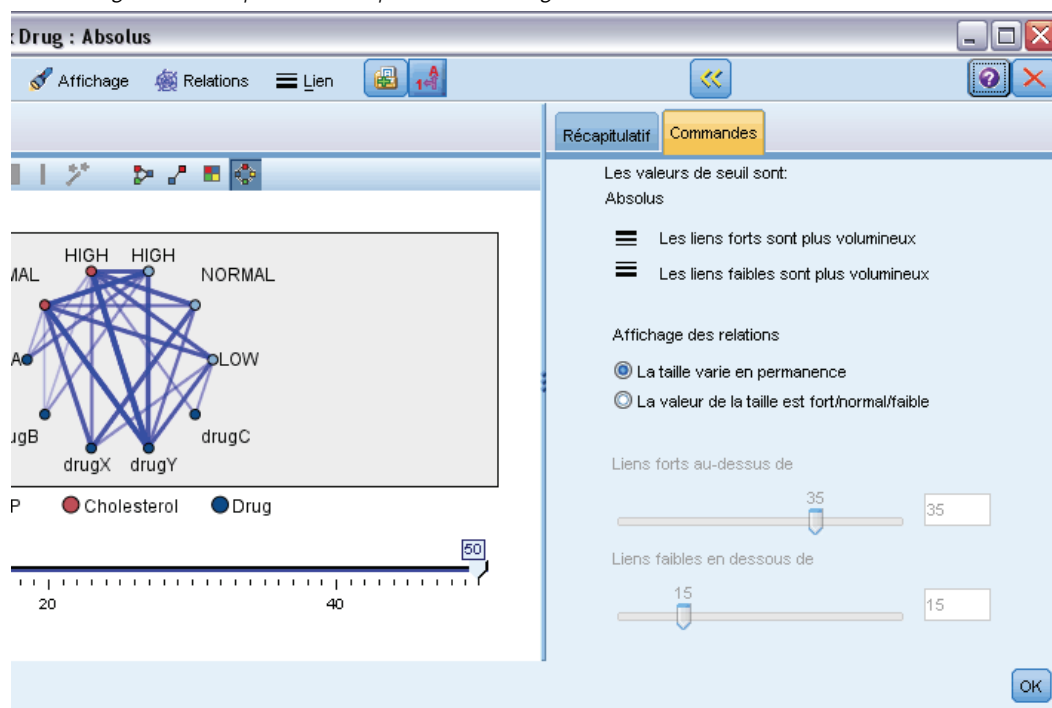 Drug : Absolus
Affichage Relations Lien
Récapitulatif Commandes
Les valeurs de seuil sont:
Absolus
Les liens forts sont plus volumineux
Les liens faibles sont plus volumineux
Affichage des relations
La taille varie en permanence
La valeur de la taille est fort/normal/faible
Liens forts au-dessus de
35
35
Liens faibles en dessous de
15
15
OK
HIGH HIGH
MAL NORMAL
A LOW
ugB drugC
drugX drugY
P Cholesterol Drug
50
20 40